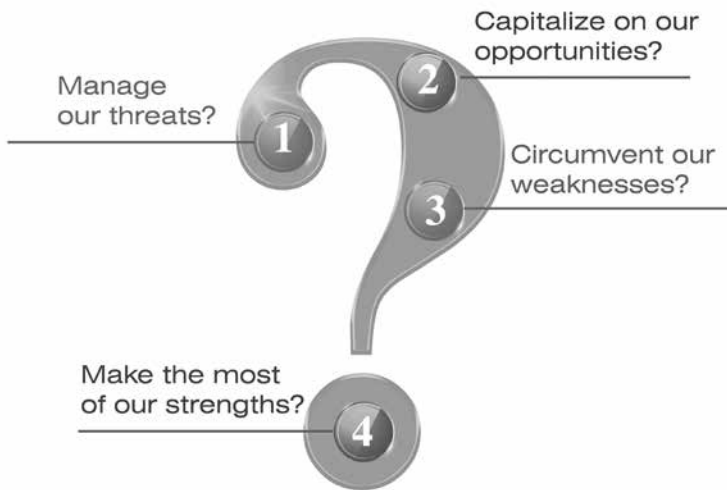 Manage
our threats?
1
Capitalize on our
opportunities?
2
Circumvent our
weaknesses?
3
Make the most
of our strengths?
4